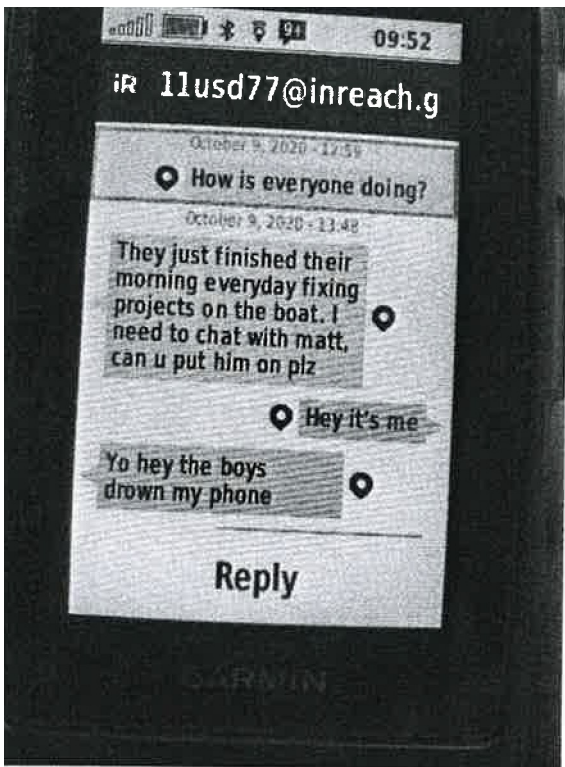 09:52
iR 11usd77@inreach.g
October 9, 2020 - 12:59
How is everyone doing?
October 9, 2020 - 13:48
They just finished their
morning everyday fixing
projects on the boat. I
need to chat with matt,
can u put him on plz
Hey it's me
Yo hey the boys
drown my phone
Reply
GARMIN